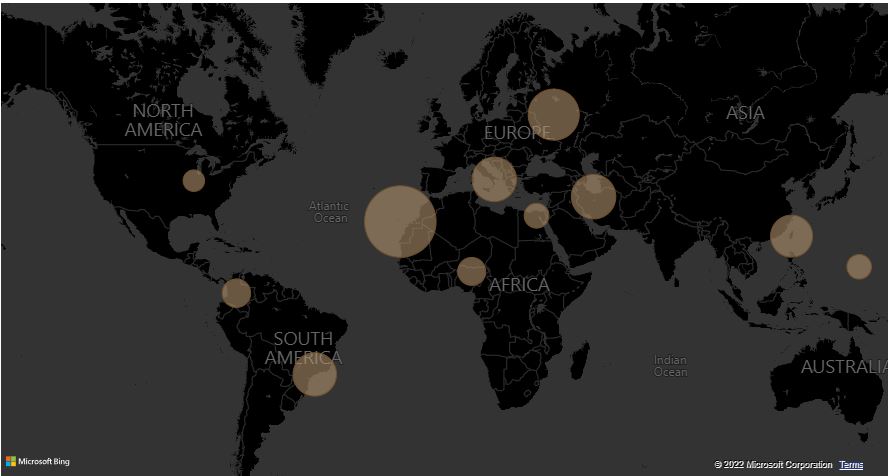 NORTH
AMERICA
EUROPE
ASIA
Atlantic
Ocean
AFRICA
SOUTH
AMERICA
Indian
Ocean
AUSTRALIA
Microsoft Bing
© 2022 Microsoft Corporation Terms